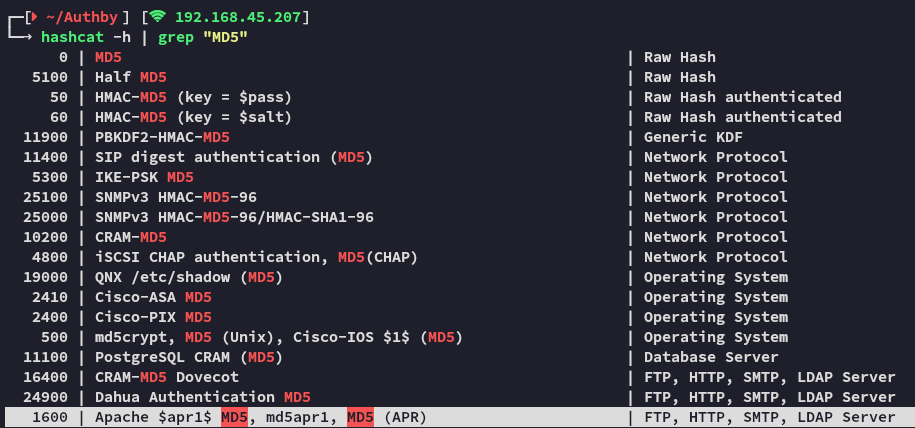 [ ~/Authby ] [ 192.168.45.207]
→ hashcat -h | grep "MD5"
0 | MD5 | Raw Hash
5100 | Half MD5 | Raw Hash
50 | HMAC-MD5 (key = $pass) | Raw Hash authenticated
60 | HMAC-MD5 (key = $salt) | Raw Hash authenticated
11900 | PBKDF2-HMAC-MD5 | Generic KDF
11400 | SIP digest authentication (MD5) | Network Protocol
5300 | IKE-PSK MD5 | Network Protocol
25100 | SNMPv3 HMAC-MD5-96 | Network Protocol
25000 | SNMPv3 HMAC-MD5-96/HMAC-SHA1-96 | Network Protocol
10200 | CRAM-MD5 | Network Protocol
4800 | iSCSI CHAP authentication, MD5(CHAP) | Network Protocol
19000 | QNX /etc/shadow (MD5) | Operating System
2410 | Cisco-ASA MD5 | Operating System
2400 | Cisco-PIX MD5 | Operating System
500 | md5crypt, MD5 (Unix), Cisco-IOS $1$ (MD5) | Operating System
11100 | PostgreSQL CRAM (MD5) | Database Server
16400 | CRAM-MD5 Dovecot | FTP, HTTP, SMTP, LDAP Server
24900 | Dahua Authentication MD5 | FTP, HTTP, SMTP, LDAP Server
1600 | Apache $apr1$ MD5, md5apr1, MD5 (APR) | FTP, HTTP, SMTP, LDAP Server